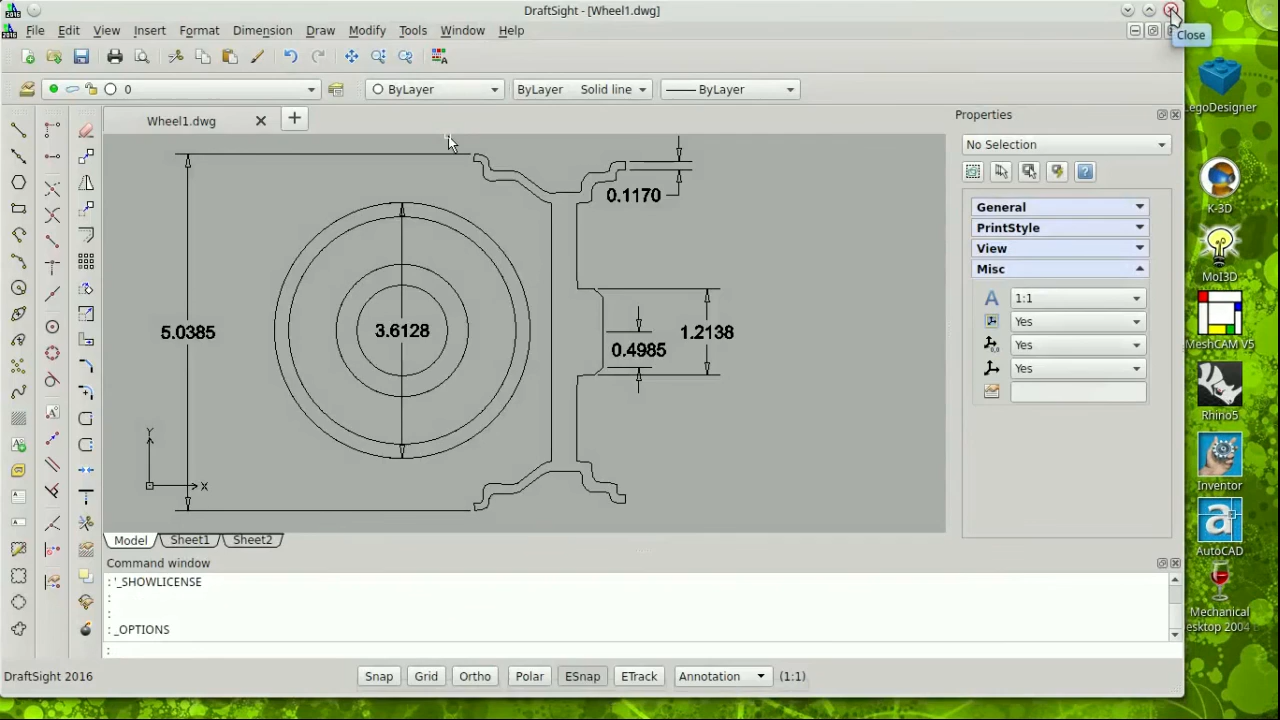 DraftSight - [Wheel1.dwg]
Close
File Edit View Insert Format Dimension Draw Modify Tools Window Help
0 ByLayer ByLayer Solid line ByLayer
Wheel1.dwg
Properties
No Selection
General
PrintStyle
View
Misc
1:1
Yes
Yes
Yes
0.1170
5.0385
3.6128
0.4985
1.2138
Y
X
Model Sheet1 Sheet2
Command window
: '_SHOWLICENSE
:
:
: _OPTIONS
:
Snap Grid Ortho Polar ESnap ETrack Annotation (1:1)
DraftSight 2016
LegoDesigner
K-3D
MoI3D
MeshCAM V5
Rhino5
Inventor
AutoCAD
Mechanical
Desktop 2004